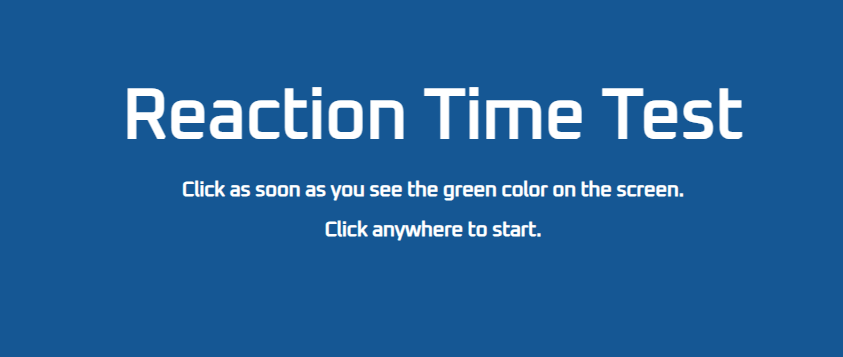 Reaction Time Test
Click as soon as you see the green color on the screen.
Click anywhere to start.